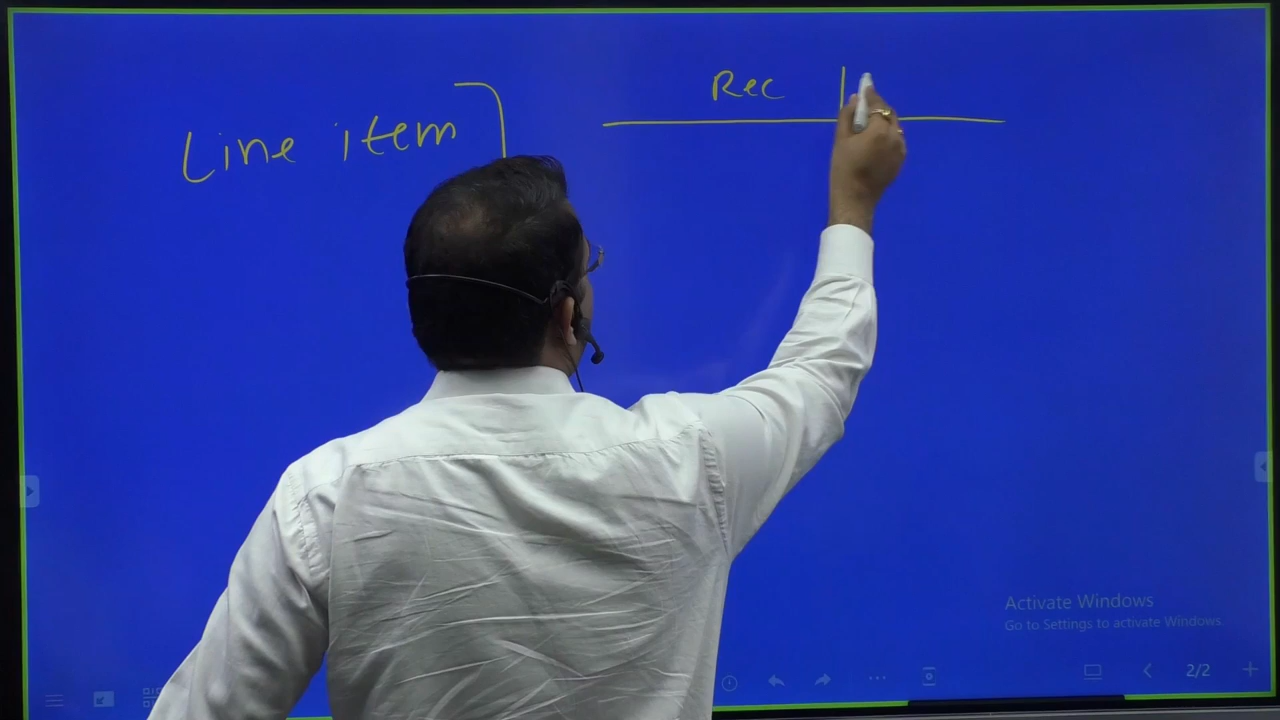 Line item
Rec
Activate Windows
Go to Settings to activate Windows.
2/2